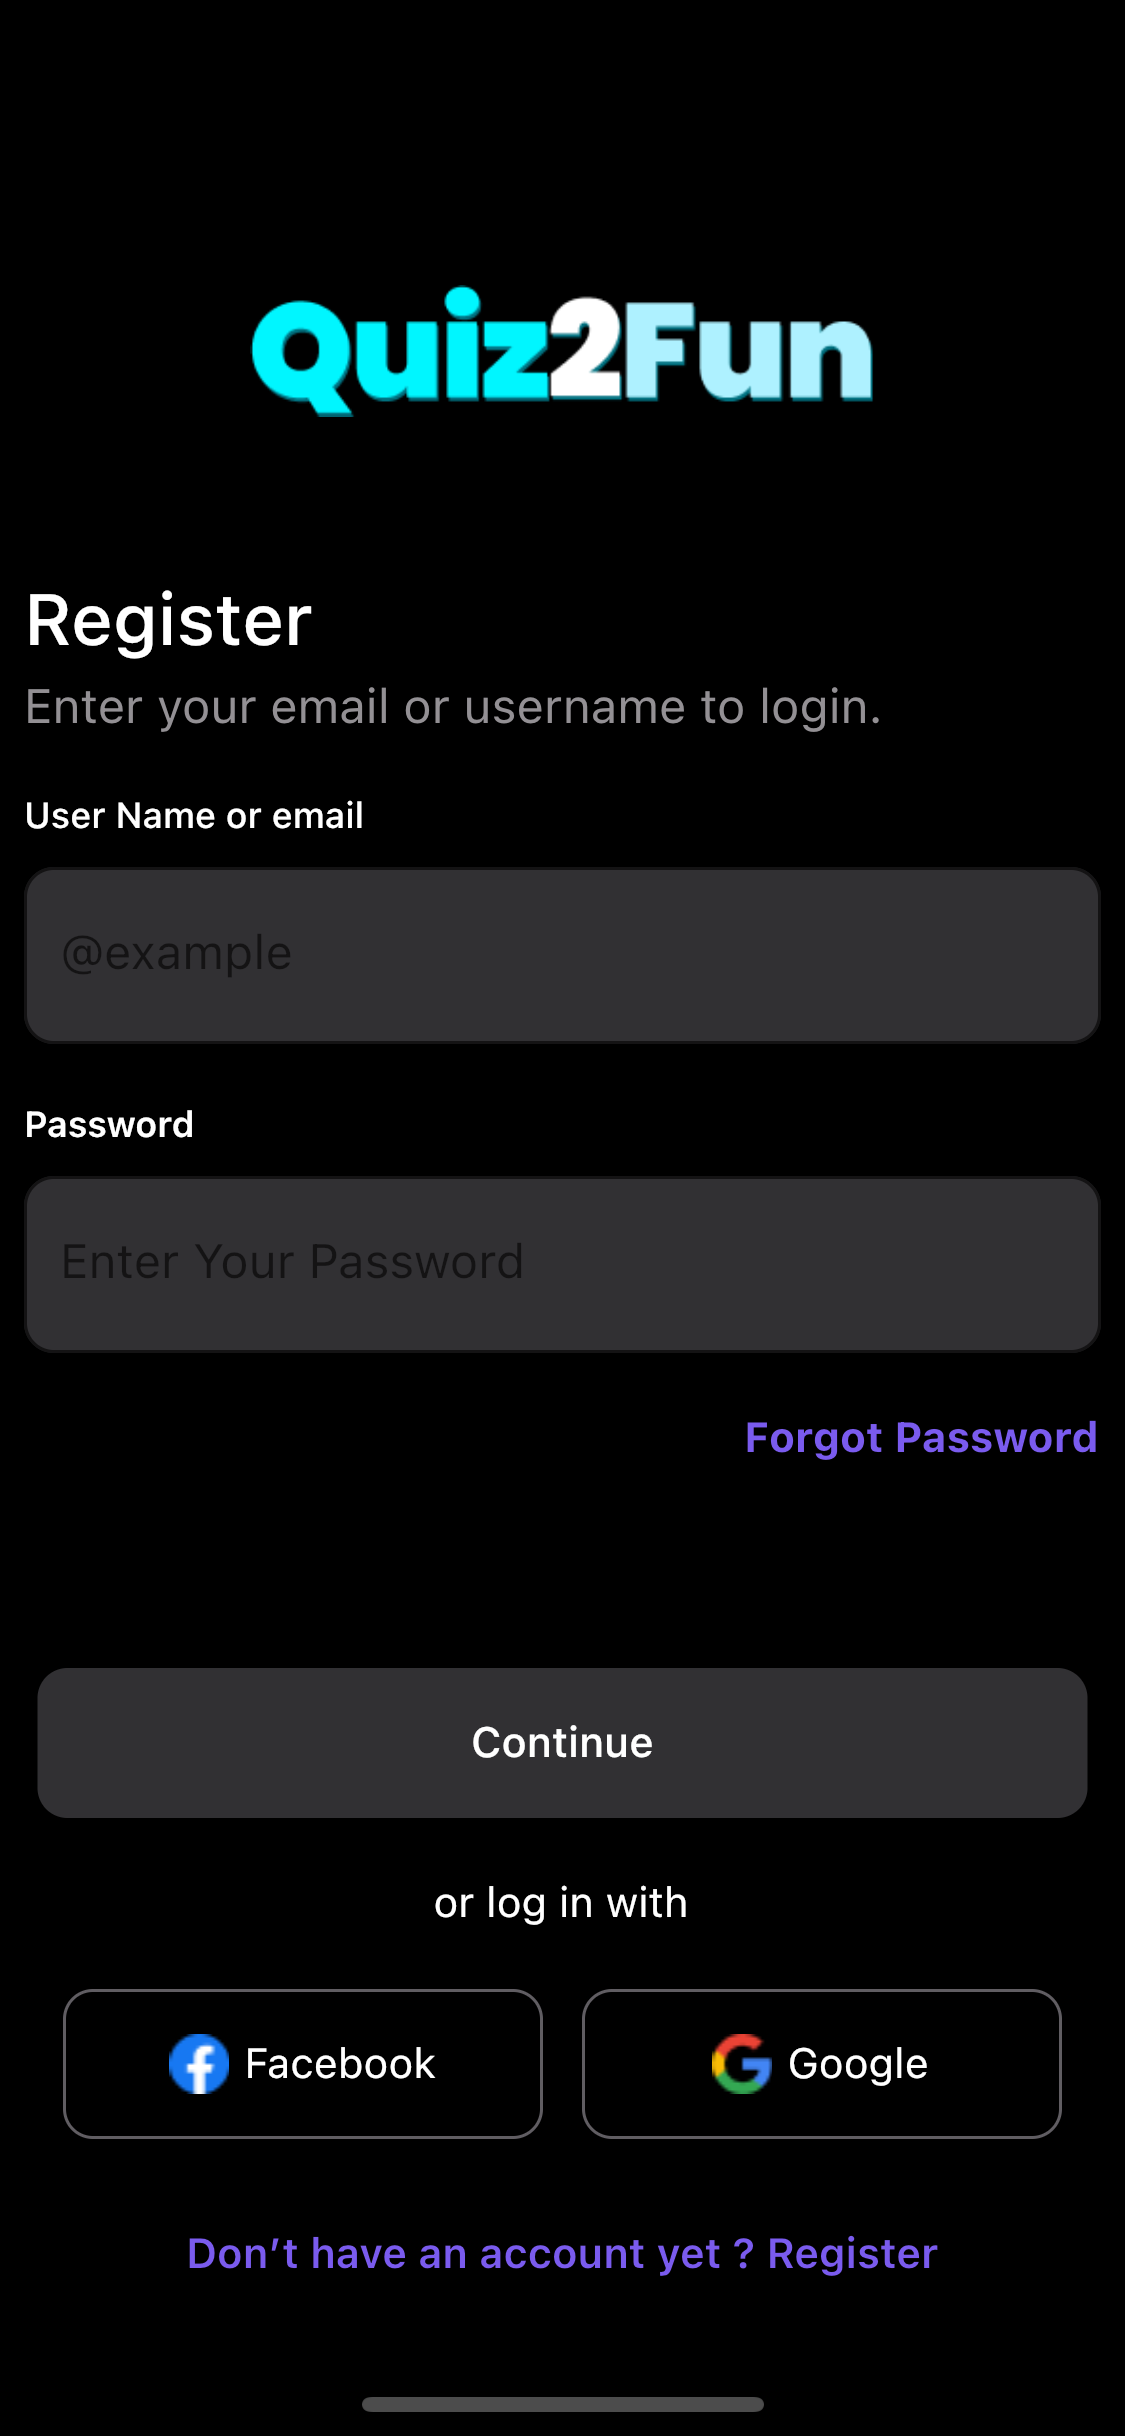 Quiz2Fun
Register
Enter your email or username to login.
User Name or email
@example
Password
Enter Your Password
Forgot Password
Continue
or log in with
Facebook
Google
Don’t have an account yet ? Register